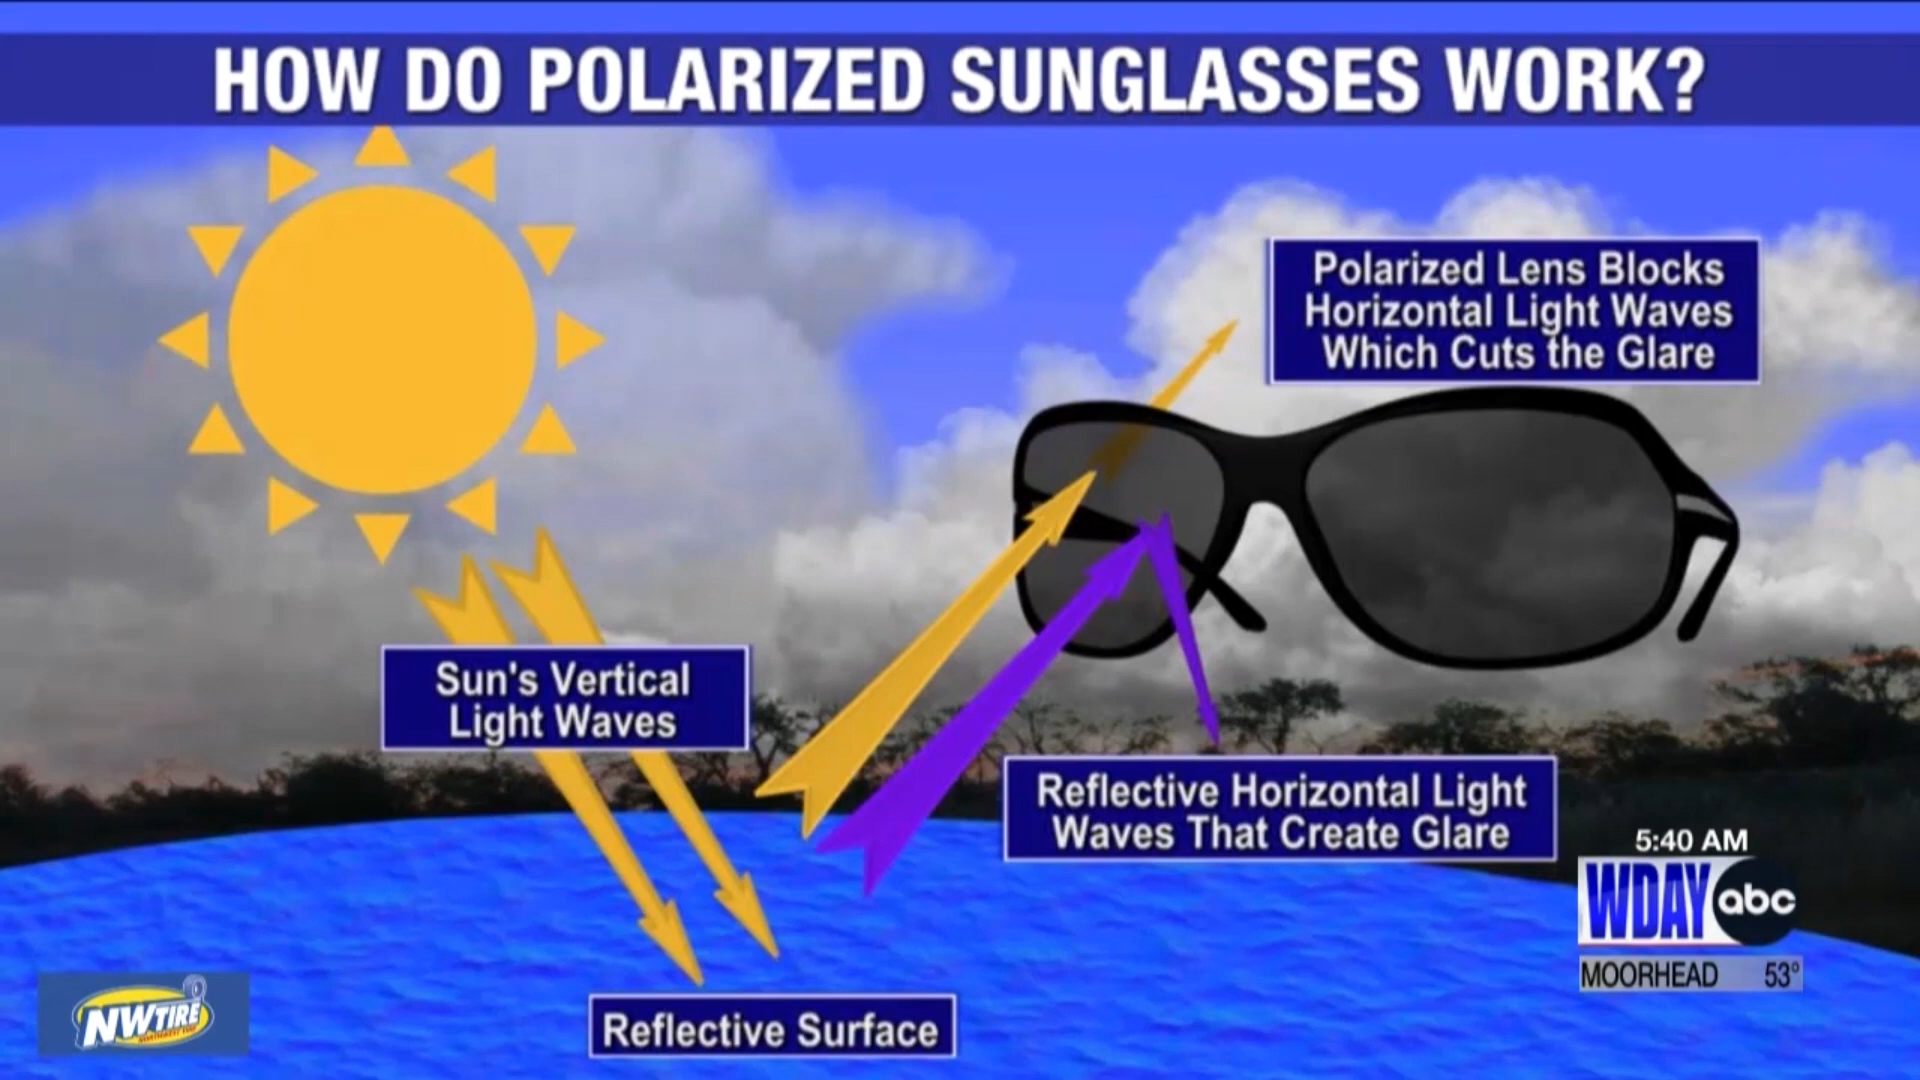 HOW DO POLARIZED SUNGLASSES WORK?
Polarized Lens Blocks
Horizontal Light Waves
Which Cuts the Glare
Sun's Vertical
Light Waves
Reflective Horizontal Light
Waves That Create Glare
5:40 AM
WDAY abc
MOORHEAD 53°
NWTIRE
Reflective Surface